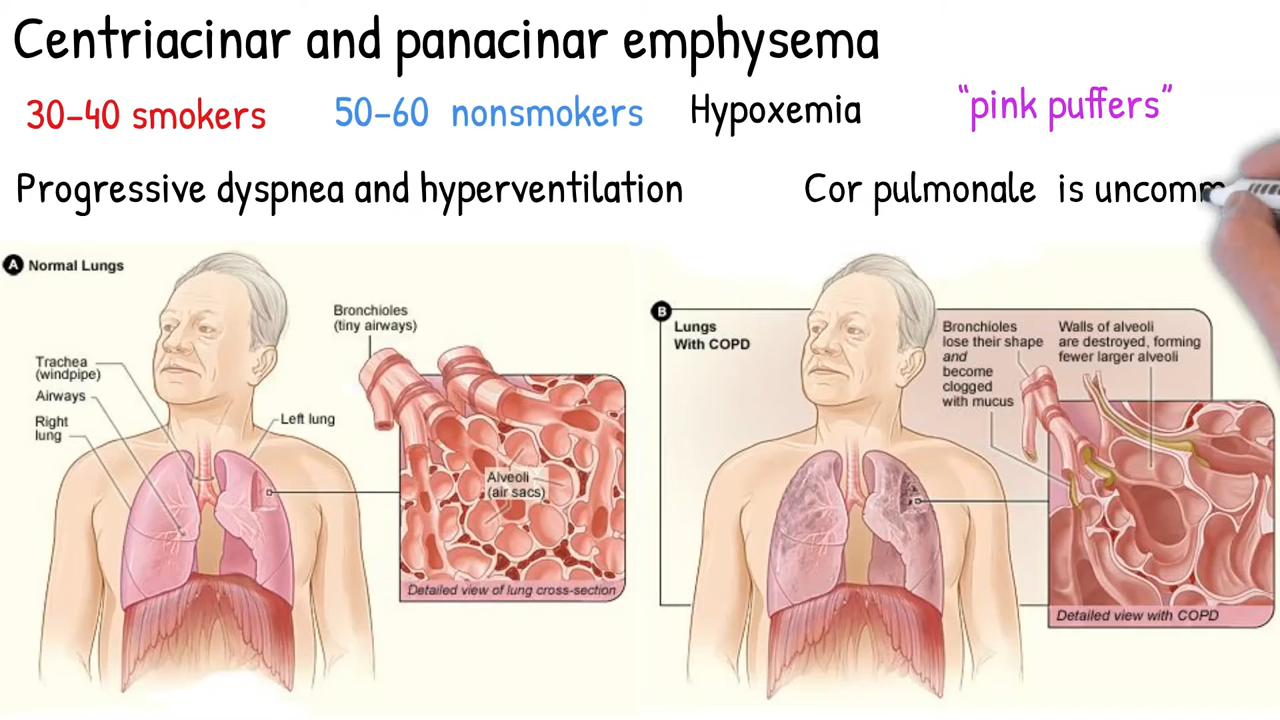 Centriacinar and panacinar emphysema
30-40 smokers 50-60 nonsmokers Hypoxemia "pink puffers"
Progressive dyspnea and hyperventilation Cor pulmonale is uncomm
A Normal Lungs
Bronchioles
(tiny airways)
Trachea
(windpipe)
Airways
Right
lung
Left lung
Alveoli
(air sacs)
Detailed view of lung cross-section
B
Lungs
With COPD
Bronchioles
lose their shape
and
become
clogged
with mucus
Walls of alveoli
are destroyed, forming
fewer larger alveoli
Detailed view with COPD